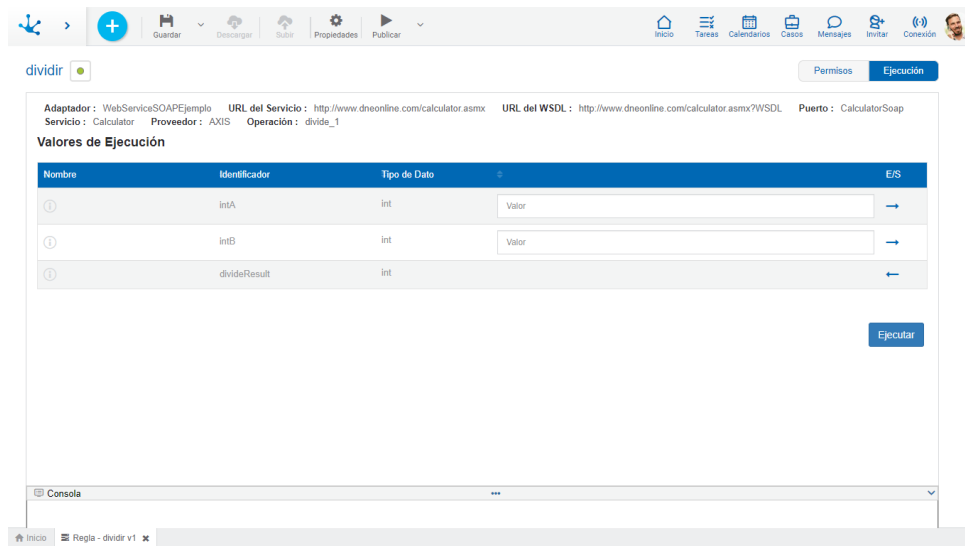 Guardar Descargar Subir Propiedades Publicar Inicio Tareas Calendarios Casos Mensajes Invitar Conexión
dividir Permisos Ejecución
Adaptador : WebServiceSOAPEjemplo URL del Servicio : http://www.dneonline.com/calculator.asmx URL del WSDL : http://www.dneonline.com/calculator.asmx?WSDL Puerto : CalculatorSoap
Servicio : Calculator Proveedor : AXIS Operación : divide_1
Valores de Ejecución
Nombre Identificador Tipo de Dato E/S
intA int Valor
intB int Valor
divideResult int
Ejecutar
Consola
Inicio Regla - dividir v1